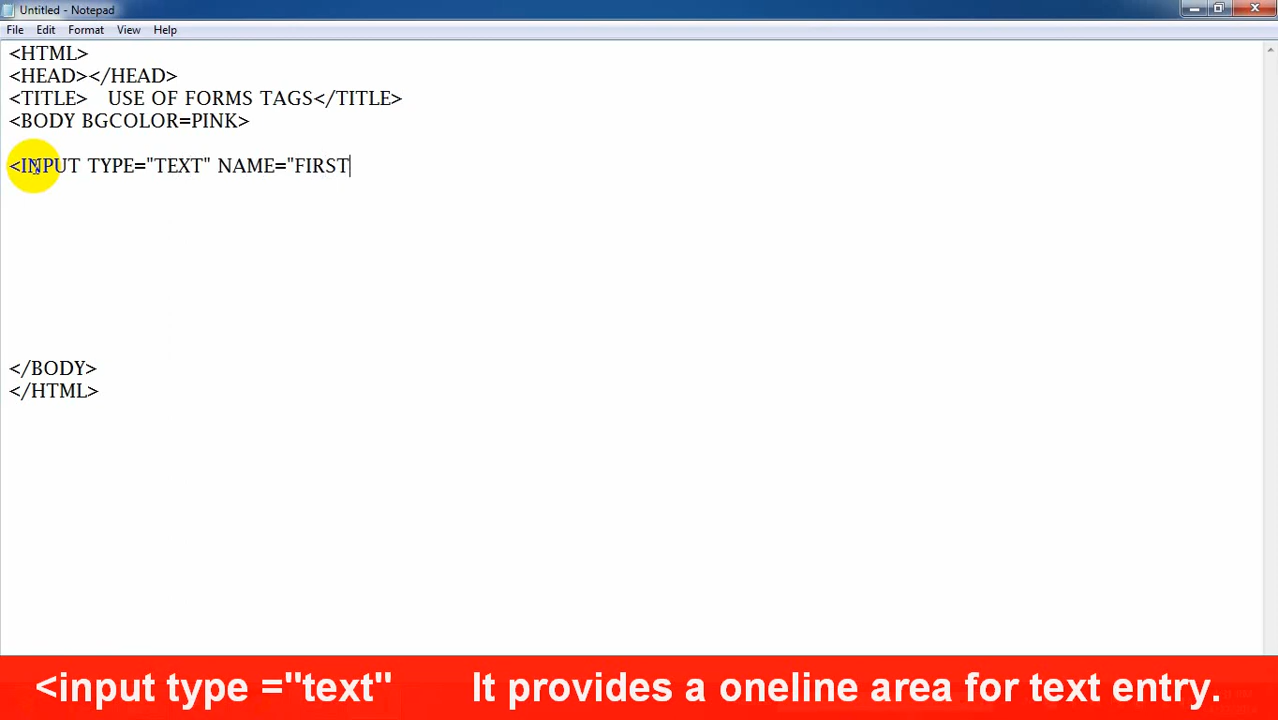 Untitled - Notepad
File Edit Format View Help
<HTML>
<HEAD></HEAD>
<TITLE>   USE OF FORMS TAGS</TITLE>
<BODY BGCOLOR=PINK>
<INPUT TYPE="TEXT" NAME="FIRST
</BODY>
</HTML>
<input type ="text" It provides a oneline area for text entry.